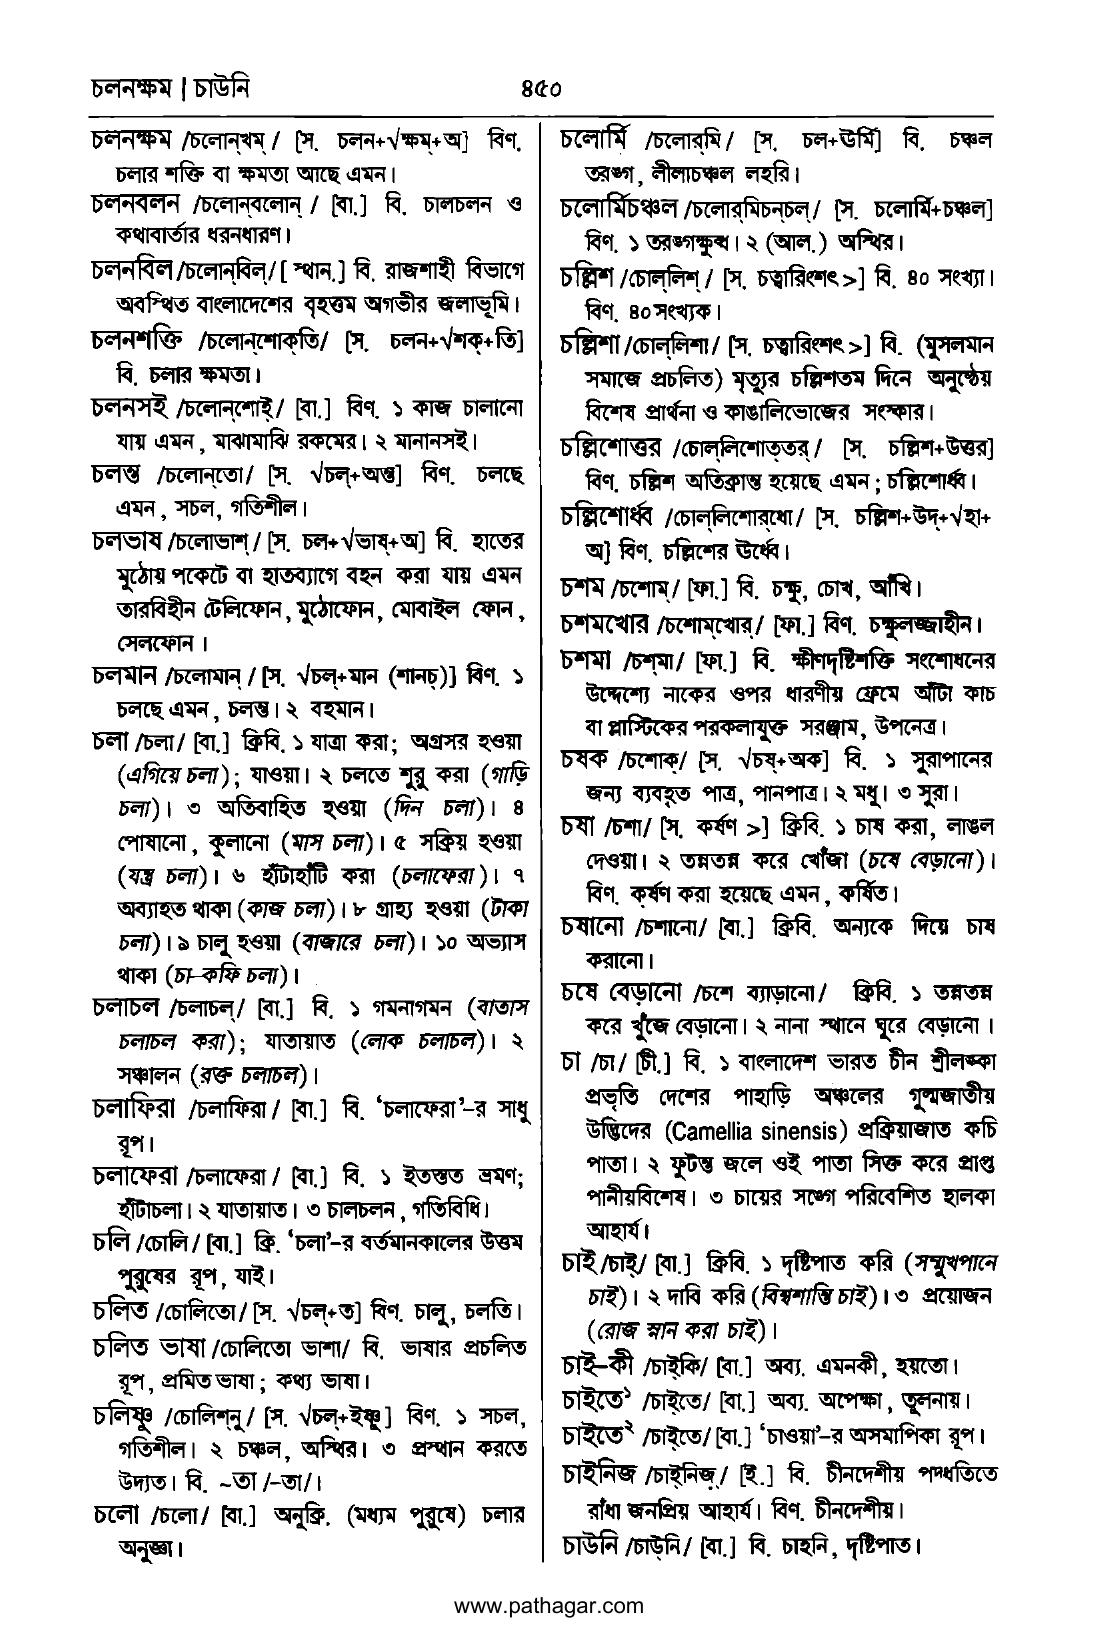 চলনক্ষম | চাউনি
৪৫০
চলনক্ষম /চলোন্‌খম্‌/ [স. চলন+√ক্ষম্‌+অ] বিণ.
চলার শক্তি বা ক্ষমতা আছে এমন।
চলনবলন /চলোন্‌বলোন্‌/ [বা.] বি. চালচলন ও
কথাবার্তার ধরনধারণ।
চলনবিল /চলোন্‌বিল্‌/ [স্থান.] বি. রাজশাহী বিভাগে
অবস্থিত বাংলাদেশের বৃহত্তম অগভীর জলাভূমি।
চলনশক্তি /চলোন্‌শোক্‌তি/ [স. চলন+√শক্‌+তি]
বি. চলার ক্ষমতা।
চলনসই /চলোন্‌শোই্‌/ [বা.] বিণ. ১ কাজ চালানো
যায় এমন, মাঝামাঝি রকমের। ২ মানানসই।
চলন্ত /চলোন্‌তো/ [স. √চল্‌+অন্ত] বিণ. চলছে
এমন, সচল, গতিশীল।
চলভাষ /চলোভাশ্‌/ [স. চল+√ভাষ্‌+অ] বি. হাতের
মুঠোয় পকেটে বা হাতব্যাগে বহন করা যায় এমন
তারবিহীন টেলিফোন, মুঠোফোন, মোবাইল ফোন,
সেলফোন।
চলমান /চলোমান্‌/ [স. √চল্‌+মান (শানচ্‌)] বিণ. ১
চলছে এমন, চলন্ত। ২ বহমান।
চলা /চলা/ [বা.] ক্রিবি. ১ যাত্রা করা; অগ্রসর হওয়া
(এগিয়ে চলা); যাওয়া। ২ চলতে শুরু করা (গাড়ি
চলা)। ৩ অতিবাহিত হওয়া (দিন চলা)। ৪
পোষানো, কুলানো (মাস চলা)। ৫ সক্রিয় হওয়া
(যন্ত্র চলা)। ৬ হাঁটাহাঁটি করা (চলাফেরা)। ৭
অব্যাহত থাকা (কাজ চলা)। ৮ গ্রাহ্য হওয়া (টাকা
চলা)। ৯ চালু হওয়া (বাজারে চলা)। ১০ অভ্যাস
থাকা (চা-কফি চলা)।
চলাচল /চলাচল্‌/ [বা.] বি. ১ গমনাগমন (বাতাস
চলাচল করা); যাতায়াত (লোক চলাচল)। ২
সঞ্চালন (রক্ত চলাচল)।
চলাফিরা /চলাফিরা/ [বা.] বি. ‘চলাফেরা’-র সাধু
রূপ।
চলাফেরা /চলাফেরা/ [বা.] বি. ১ ইতস্তত ভ্রমণ;
হাঁটাচলা। ২ যাতায়াত। ৩ চালচলন, গতিবিধি।
চলি /চোলি/ [বা.] ক্রি. ‘চলা’-র বর্তমানকালের উত্তম
পুরুষের রূপ, যাই।
চলিত /চোলিতো/ [স. √চল্‌+ত] বিণ. চালু, চলতি।
চলিত ভাষা /চোলিতো ভাশা/ বি. ভাষার প্রচলিত
রূপ, প্রমিত ভাষা; কথ্য ভাষা।
চলিষ্ণু /চোলিশ্‌নু/ [স. √চল্‌+ইষ্ণু] বিণ. ১ সচল,
গতিশীল। ২ চঞ্চল, অস্থির। ৩ প্রস্থান করতে
উদ্যত। বি. ~তা /-তা/।
চলো /চলো/ [বা.] অনুক্রি. (মধ্যম পুরুষে) চলার
অনুজ্ঞা।
চলোর্মি /চলোর্‌মি/ [স. চল+ঊর্মি] বি. চঞ্চল
তরঙ্গ, লীলাচঞ্চল লহরি।
চলোর্মিচঞ্চল /চলোর্‌মিচন্‌চল্‌/ [স. চলোর্মি+চঞ্চল]
বিণ. ১ তরঙ্গক্ষুব্ধ। ২ (আল.) অস্থির।
চল্লিশ /চোল্‌লিশ্‌/ [স. চত্বারিংশৎ >] বি. ৪০ সংখ্যা।
বিণ. ৪০ সংখ্যক।
চল্লিশা /চোল্‌লিশা/ [স. চত্বারিংশৎ >] বি. (মুসলমান
সমাজে প্রচলিত) মৃত্যুর চল্লিশতম দিনে অনুষ্ঠেয়
বিশেষ প্রার্থনা ও কাঙালিভোজের সংস্কার।
চল্লিশোত্তর /চোল্‌লিশোত্‌তর্‌/ [স. চল্লিশ+উত্তর]
বিণ. চল্লিশ অতিক্রান্ত হয়েছে এমন; চল্লিশোর্ধ্ব।
চল্লিশোর্ধ্ব /চোল্‌লিশোর্‌ধো/ [স. চল্লিশ+উদ্‌+√হা+
অ] বিণ. চল্লিশের ঊর্ধ্বে।
চশম /চশোম্‌/ [ফা.] বি. চক্ষু, চোখ, আঁখি।
চশমখোর /চশোম্‌খোর্‌/ [ফা.] বিণ. চক্ষুলজ্জাহীন।
চশমা /চশ্‌মা/ [ফা.] বি. ক্ষীণদৃষ্টিশক্তি সংশোধনের
উদ্দেশ্যে নাকের ওপর ধারণীয় ফ্রেমে আঁটা কাচ
বা প্লাস্টিকের পরকলাযুক্ত সরঞ্জাম, উপনেত্র।
চষক /চশোক্‌/ [স. √চষ্‌+অক] বি. ১ সুরাপানের
জন্য ব্যবহৃত পাত্র, পানপাত্র। ২ মধু। ৩ সুরা।
চষা /চশা/ [স. কর্ষণ >] ক্রিবি. ১ চাষ করা, লাঙল
দেওয়া। ২ তন্নতন্ন করে খোঁজা (চষে বেড়ানো)।
বিণ. কর্ষণ করা হয়েছে এমন, কর্ষিত।
চষানো /চশানো/ [বা.] ক্রিবি. অন্যকে দিয়ে চাষ
করানো।
চষে বেড়ানো /চশে ব্যাড়ানো/ ক্রিবি. ১ তন্নতন্ন
করে খুঁজে বেড়ানো। ২ নানা স্থানে ঘুরে বেড়ানো।
চা /চা/ [চী.] বি. ১ বাংলাদেশ ভারত চীন শ্রীলঙ্কা
প্রভৃতি দেশের পাহাড়ি অঞ্চলের গুল্মজাতীয়
উদ্ভিদের (Camellia sinensis) প্রক্রিয়াজাত কচি
পাতা। ২ ফুটন্ত জলে ওই পাতা সিক্ত করে প্রাপ্ত
পানীয়বিশেষ। ৩ চায়ের সঙ্গে পরিবেশিত হালকা
আহার্য।
চাই /চাই্‌/ [বা.] ক্রিবি. ১ দৃষ্টিপাত করি (সম্মুখপানে
চাই)। ২ দাবি করি (বিশ্বশান্তি চাই)। ৩ প্রয়োজন
(রোজ স্নান করা চাই)।
চাই-কী /চাই্‌কি/ [বা.] অব্য. এমনকী, হয়তো।
চাইতে¹ /চাই্‌তে/ [বা.] অব্য. অপেক্ষা, তুলনায়।
চাইতে² /চাই্‌তে/ [বা.] ‘চাওয়া’-র অসমাপিকা রূপ।
চাইনিজ /চাই্‌নিজ়্‌/ [ই.] বি. চীনদেশীয় পদ্ধতিতে
রাঁধা জনপ্রিয় আহার্য। বিণ. চীনদেশীয়।
চাউনি /চাউ্‌নি/ [বা.] বি. চাহনি, দৃষ্টিপাত।
www.pathagar.com